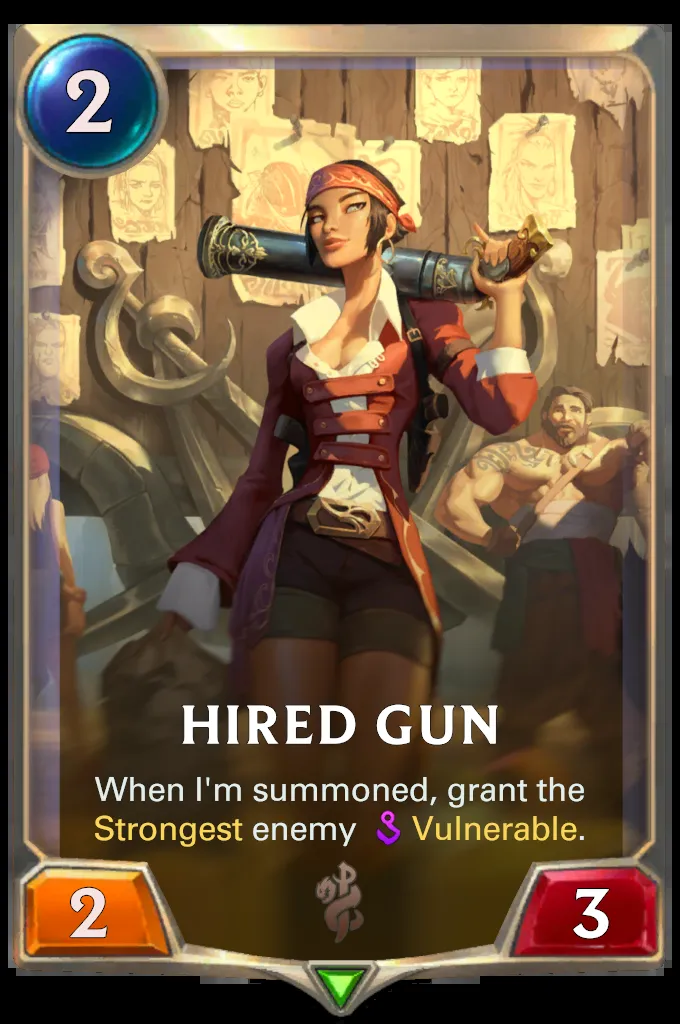 2
HIRED GUN
When I'm summoned, grant the
Strongest enemy Vulnerable.
2
3